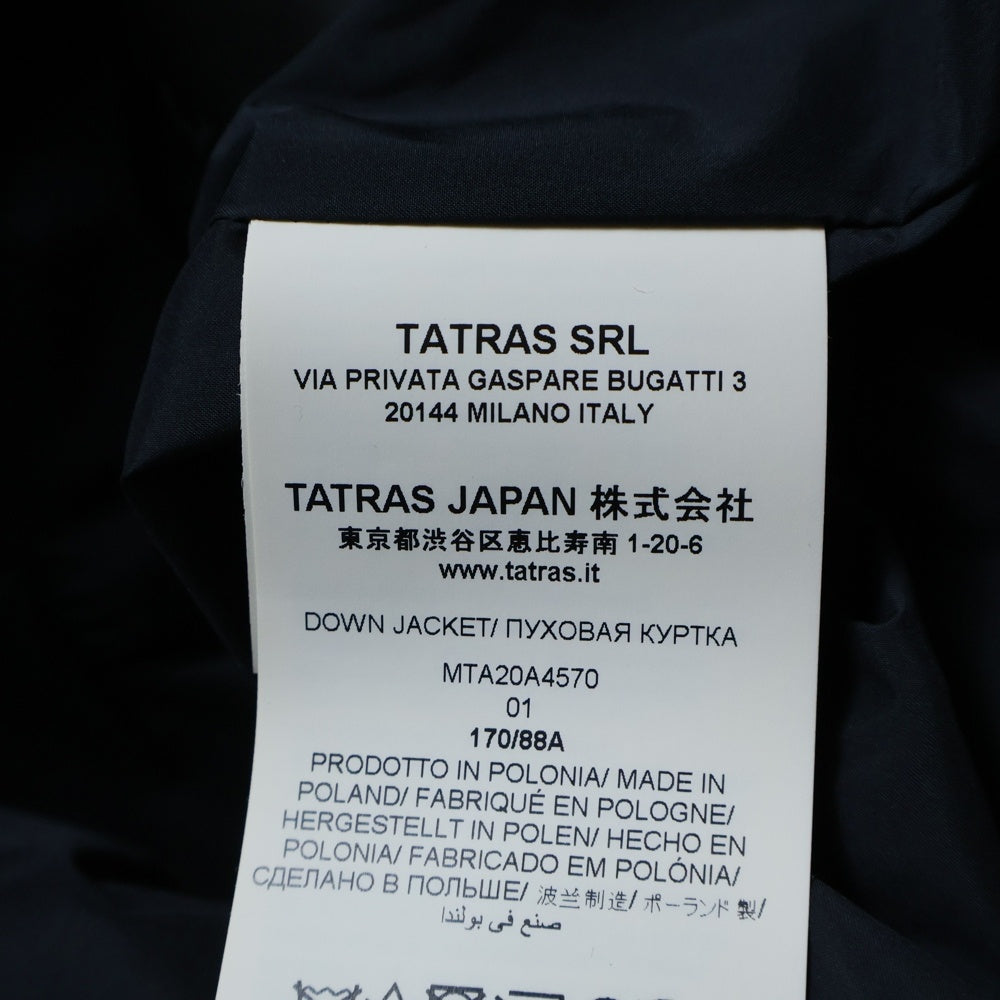 TATRAS SRL
VIA PRIVATA GASPARE BUGATTI 3
20144 MILANO ITALY
TATRAS JAPAN 株式会社
東京都渋谷区恵比寿南 1-20-6
www.tatras.it
DOWN JACKET/ ПУХОВАЯ КУРТКА
MTA20A4570
01
170/88A
PRODOTTO IN POLONIA/ MADE IN
POLAND/ FABRIQUÉ EN POLOGNE/
HERGESTELLT IN POLEN/ HECHO EN
POLONIA/ FABRICADO EM POLÓNIA/
СДЕЛАНО В ПОЛЬШЕ/ 波兰制造/ ポーランド製/
صنع في بولندا